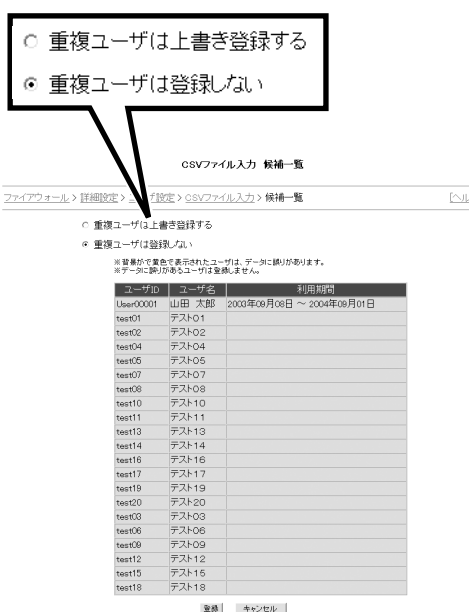 重複ユーザは上書き登録する
重複ユーザは登録しない
CSVファイル入力 候補一覧
ファイアウォール > 詳細設定 > ザ設定 > CSVファイル入力 > 候補一覧 [ヘル
重複ユーザは上書き登録する
重複ユーザは登録しない
※背景がで黄色で表示されたユーザは、データに誤りがあります。
※データに誤りがあるユーザは登録しません。
ユーザID ユーザ名 利用期間
User00001 山田 太郎 2003年09月08日 ~ 2004年09月01日
test01 テスト01
test02 テスト02
test04 テスト04
test05 テスト05
test07 テスト07
test08 テスト08
test10 テスト10
test11 テスト11
test13 テスト13
test14 テスト14
test16 テスト16
test17 テスト17
test19 テスト19
test20 テスト20
test03 テスト03
test06 テスト06
test09 テスト09
test12 テスト12
test15 テスト15
test18 テスト18
登録 キャンセル